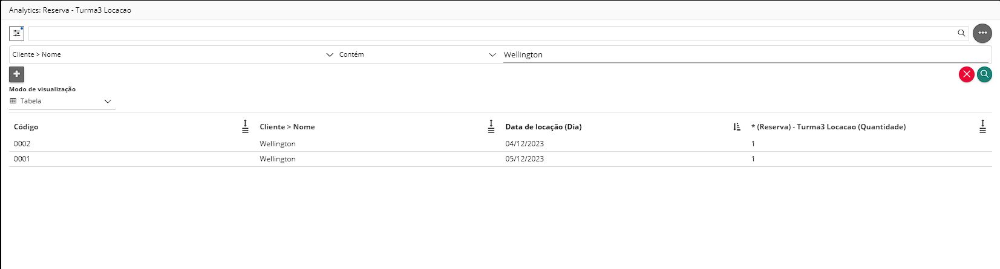 Analytics: Reserva - Turma3 Locacao
Cliente > Nome Contém Wellington
Modo de visualização
Tabela
Código Cliente > Nome Data de locação (Dia) * (Reserva) - Turma3 Locacao (Quantidade)
0002 Wellington 04/12/2023 1
0001 Wellington 05/12/2023 1